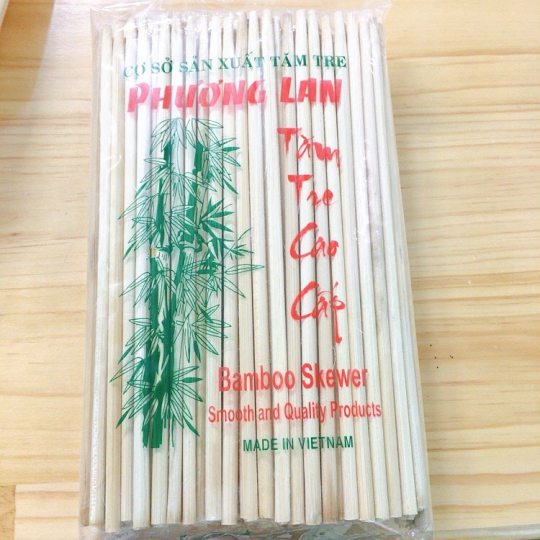 CƠ SỞ SẢN XUẤT TĂM TRE
PHƯƠNG LAN
Tăm
Tre
Cao
Cấp
Bamboo Skewer
Smooth and Quality Products
MADE IN VIETNAM